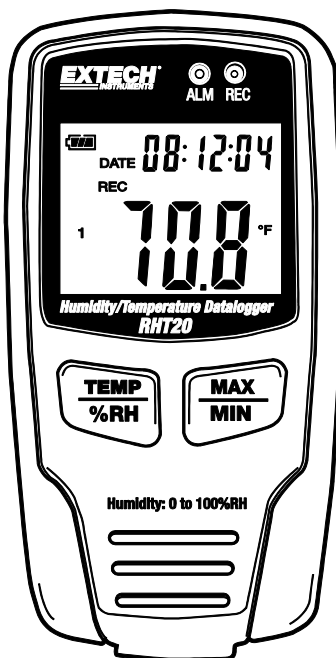 EXTECH®
INSTRUMENTS
ALM REC
DATE 08:12:04
REC
1 70.8 °F
Humidity/Temperature Datalogger
RHT20
TEMP MAX
%RH MIN
Humidity: 0 to 100%RH